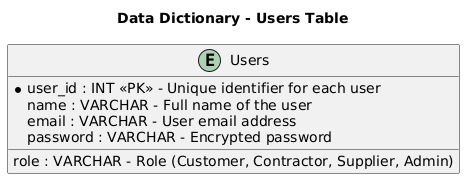 Data Dictionary - Users Table
E Users
user_id : INT «PK» - Unique identifier for each user
name : VARCHAR - Full name of the user
email : VARCHAR - User email address
password : VARCHAR - Encrypted password
role : VARCHAR - Role (Customer, Contractor, Supplier, Admin)